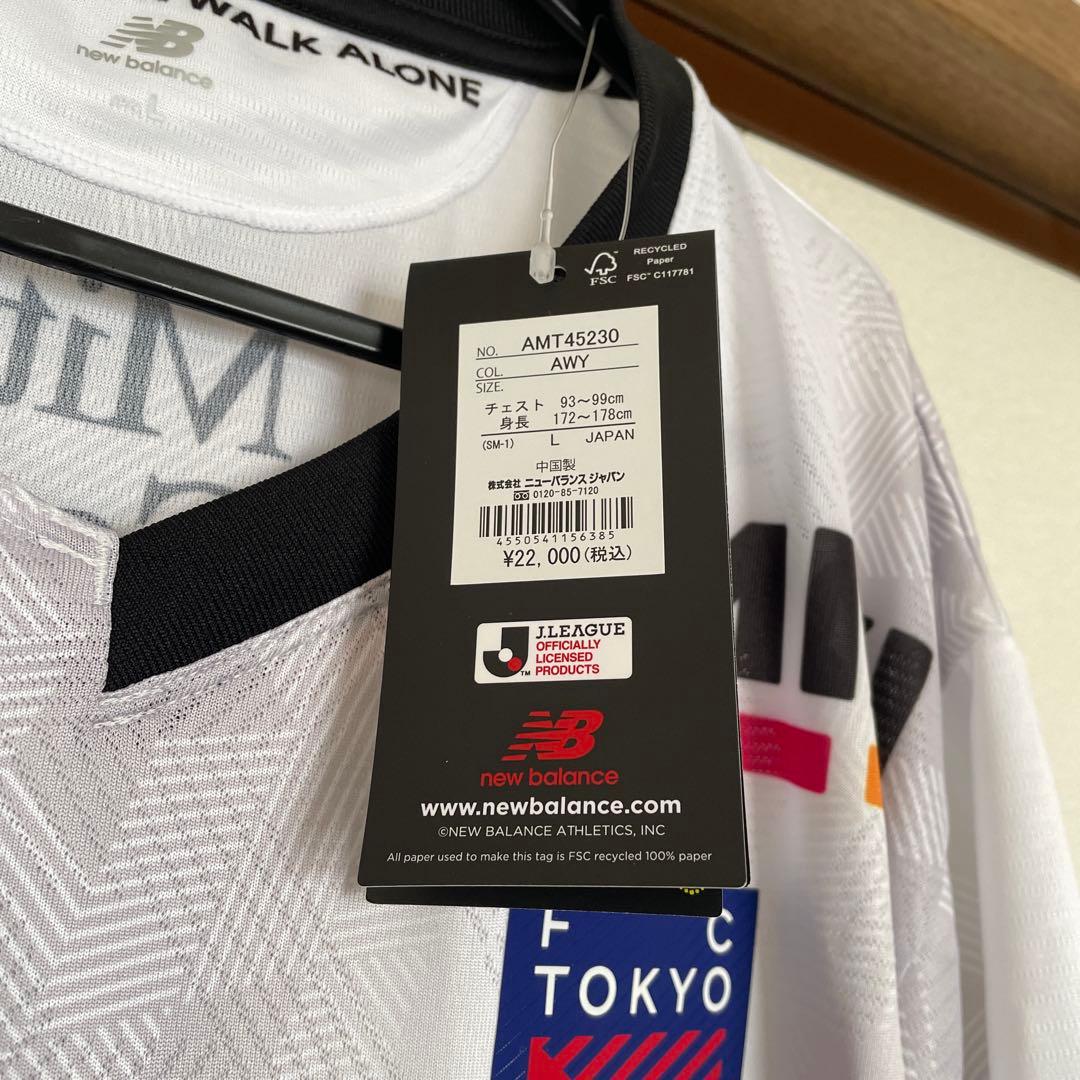 WALK ALONE
NB
new balance
L
Mit
RECYCLED
Paper
FSC™ C117781
FSC
NO. AMT45230
COL. AWY
SIZE.
チェスト 93～99cm
身長 172～178cm
(SM-1) L JAPAN
中国製
株式会社 ニューバランス ジャパン
0120-85-7120
4550541156385
¥22,000(税込)
J.LEAGUE
OFFICIALLY
LICENSED
PRODUCTS
TM
NB
new balance
www.newbalance.com
©NEW BALANCE ATHLETICS, INC
All paper used to make this tag is FSC recycled 100% paper
F C
TOKYO